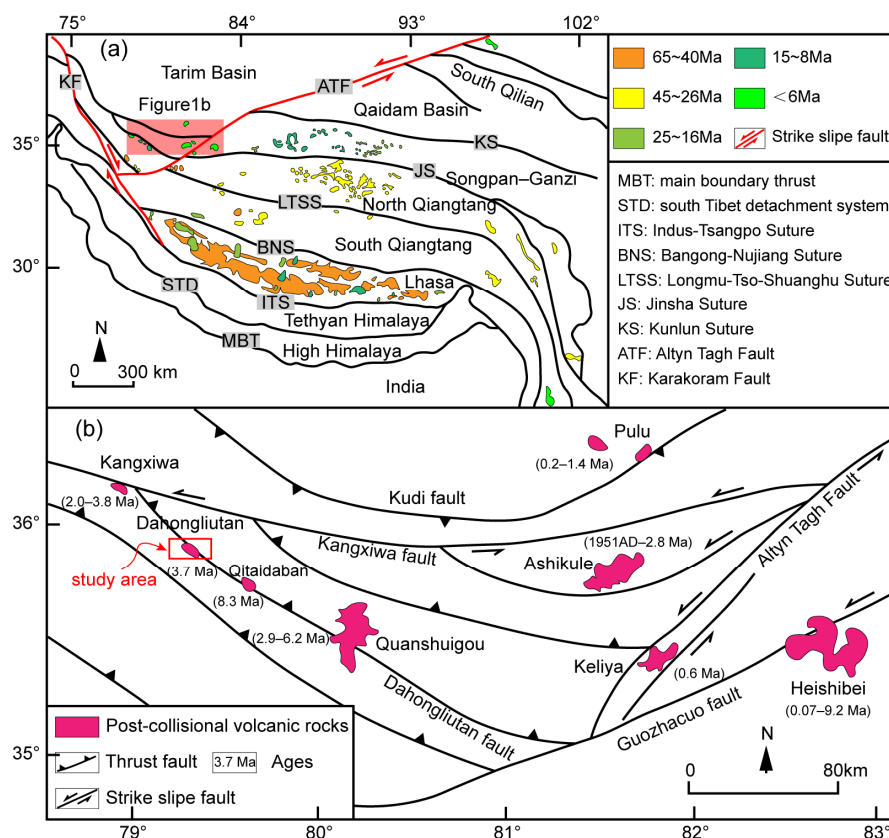 75°
84°
93°
102°
(a)
KF
Tarim Basin
ATF
South Qilian
Figure1b
Qaidam Basin
35°
KS
JS
Songpan–Ganzi
LTSS
North Qiangtang
BNS
South Qiangtang
30°
STD
Lhasa
ITS
Tethyan Himalaya
N
MBT
High Himalaya
0 300 km
India
65~40Ma
15~8Ma
45~26Ma
<6Ma
25~16Ma
Strike slipe fault
MBT: main boundary thrust
STD: south Tibet detachment system
ITS: Indus-Tsangpo Suture
BNS: Bangong-Nujiang Suture
LTSS: Longmu-Tso-Shuanghu Suture
JS: Jinsha Suture
KS: Kunlun Suture
ATF: Altyn Tagh Fault
KF: Karakoram Fault
(b)
Pulu
Kangxiwa
(0.2–1.4 Ma)
(2.0–3.8 Ma)
Kudi fault
36°
Dahongliutan
Kangxiwa fault
(1951AD–2.8 Ma)
Ashikule
Altyn Tagh Fault
study area
(3.7 Ma)
Qitaidaban
(8.3 Ma)
(2.9–6.2 Ma)
Quanshuigou
Keliya
(0.6 Ma)
Heishibei
(0.07–9.2 Ma)
Dahongliutan fault
Guozhacuo fault
Post-collisional volcanic rocks
Thrust fault
3.7 Ma
Ages
Strike slipe fault
35°
N
0 80km
79°
80°
81°
82°
83°